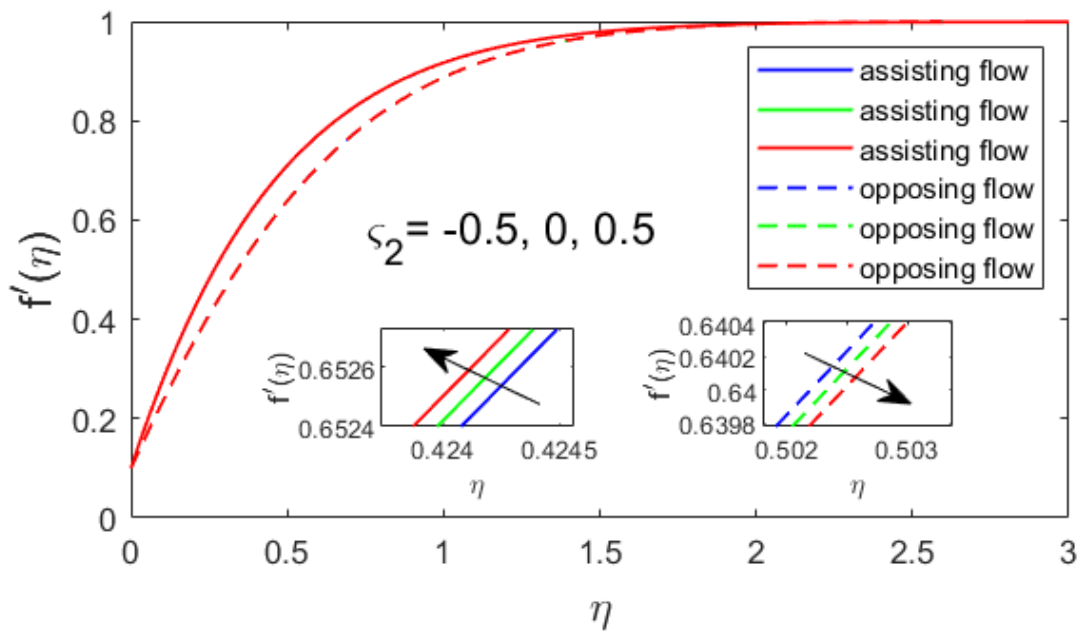 1
0.8
0.6
0.4
0.2
0
f′(η)
0
0.5
1
1.5
2
2.5
3
η
assisting flow
assisting flow
assisting flow
opposing flow
opposing flow
opposing flow
ς2= -0.5, 0, 0.5
f′(η)
0.6526
0.6524
0.424
0.4245
η
f′(η)
0.6404
0.6402
0.64
0.6398
0.502
0.503
η